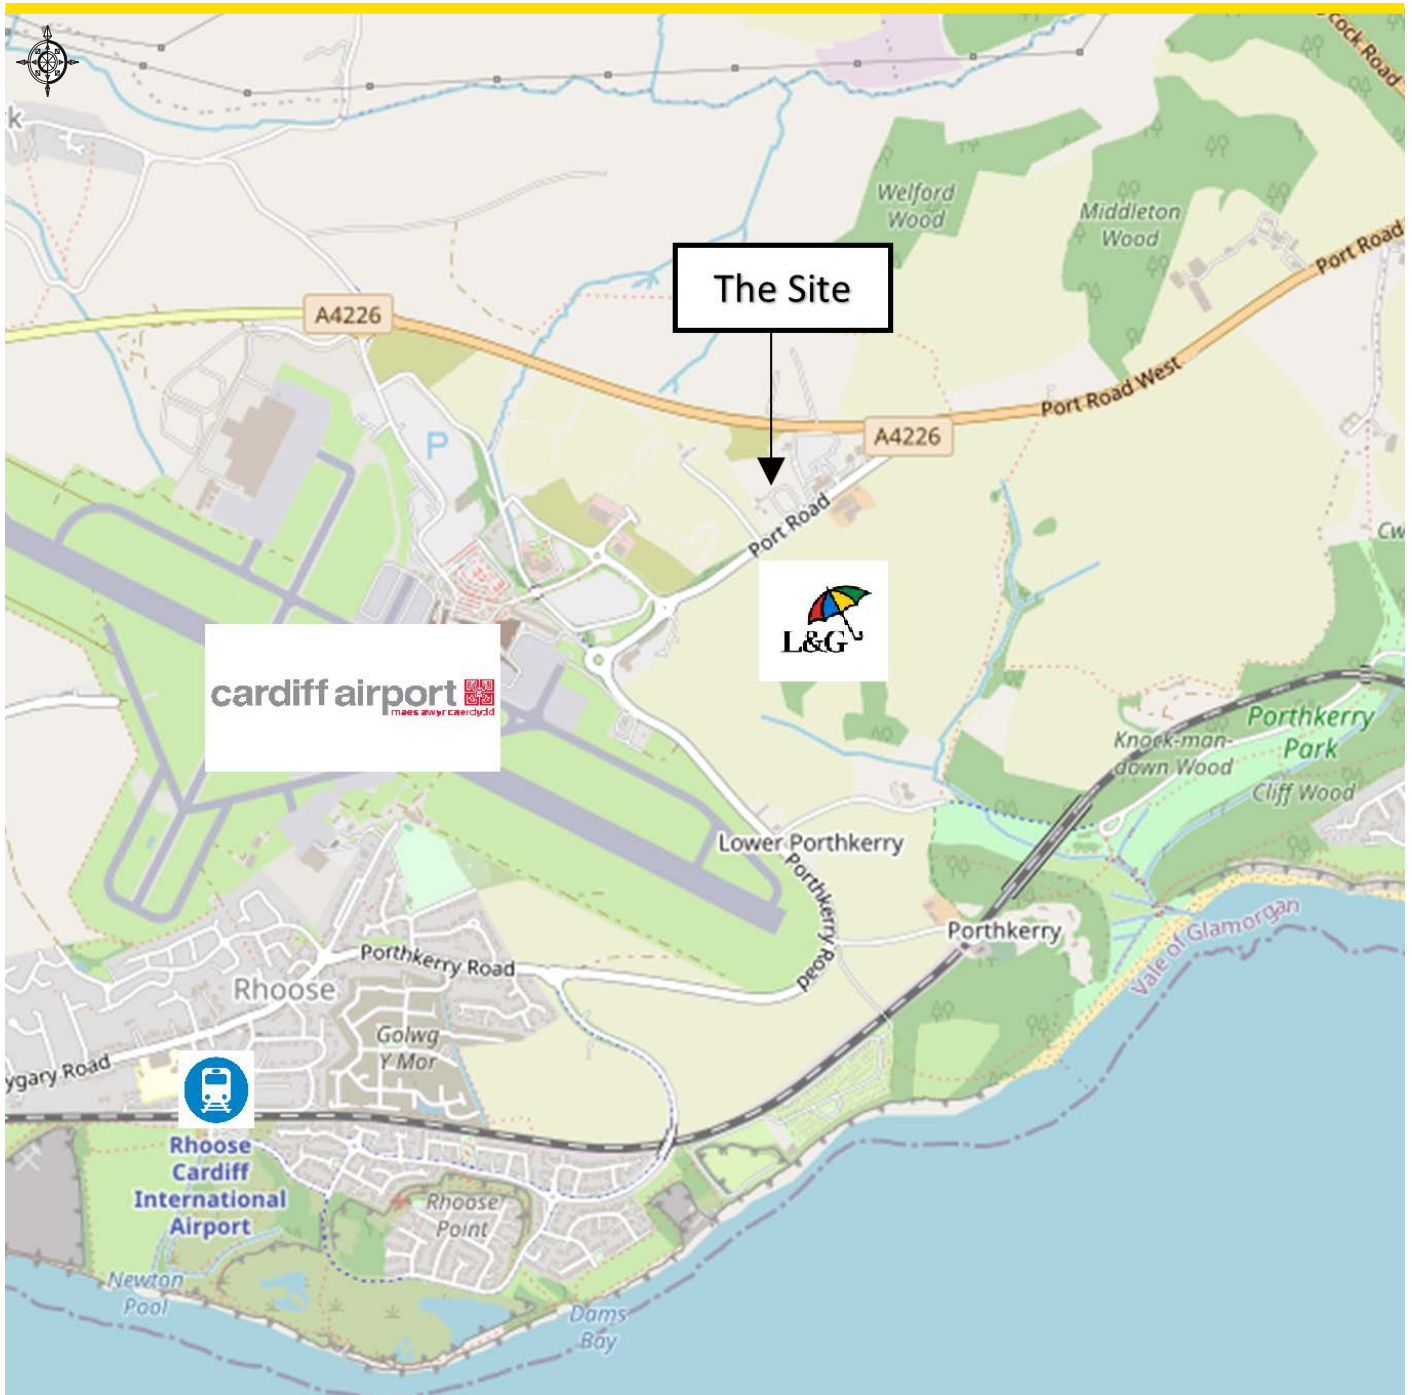 cock Road
k
Welford
Wood
Middleton
Wood
Port Road
The Site
A4226
Port Road West
A4226
P
Port Road
Cw
L&G
cardiff airport
maes awyr caerdydd
Porthkerry
Park
Knock-man-
down Wood
Cliff Wood
Lower Porthkerry
Porthkerry Road
Porthkerry
Vale of Glamorgan
Porthkerry Road
Rhoose
Golwg
Y Mor
ygary Road
Rhoose
Cardiff
International
Airport
Rhoose
Point
Newton
Pool
Dams
Bay